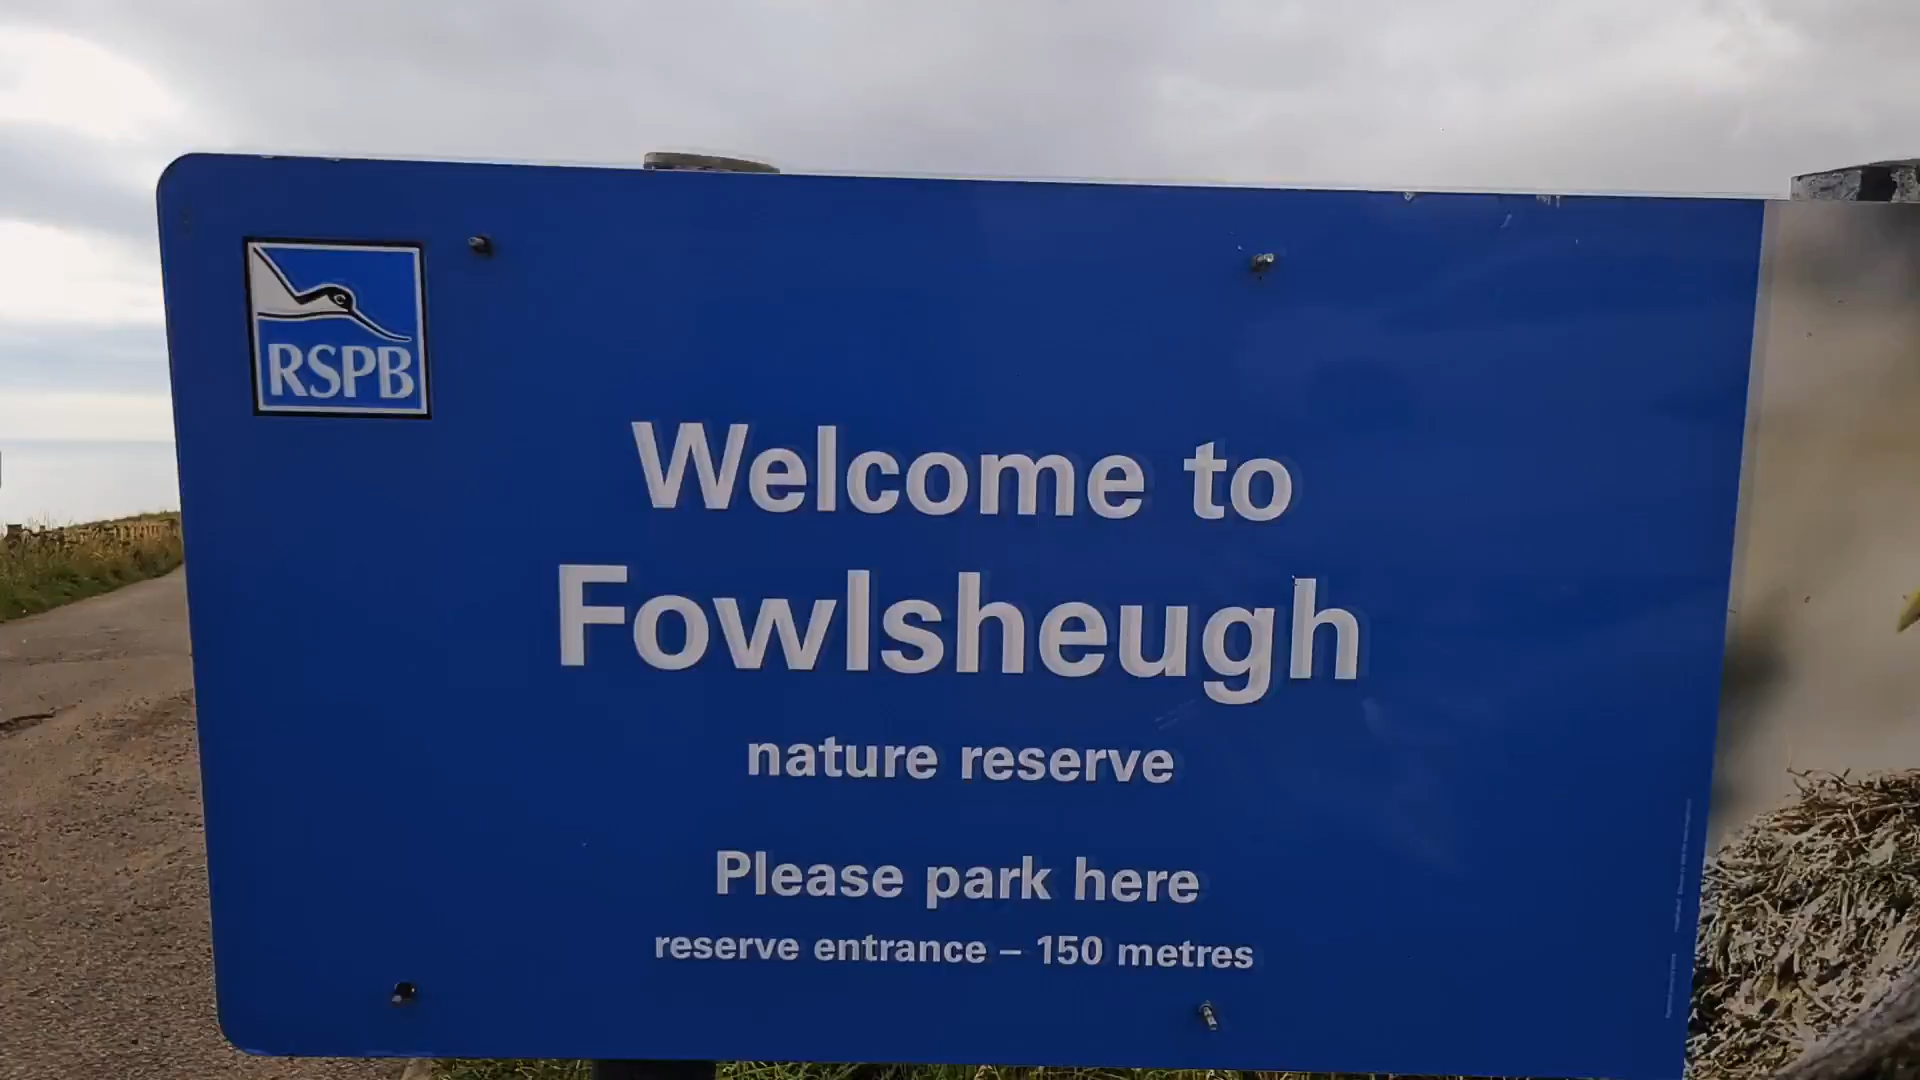 RSPB
Welcome to
Fowlsheugh
nature reserve
Please park here
reserve entrance – 150 metres